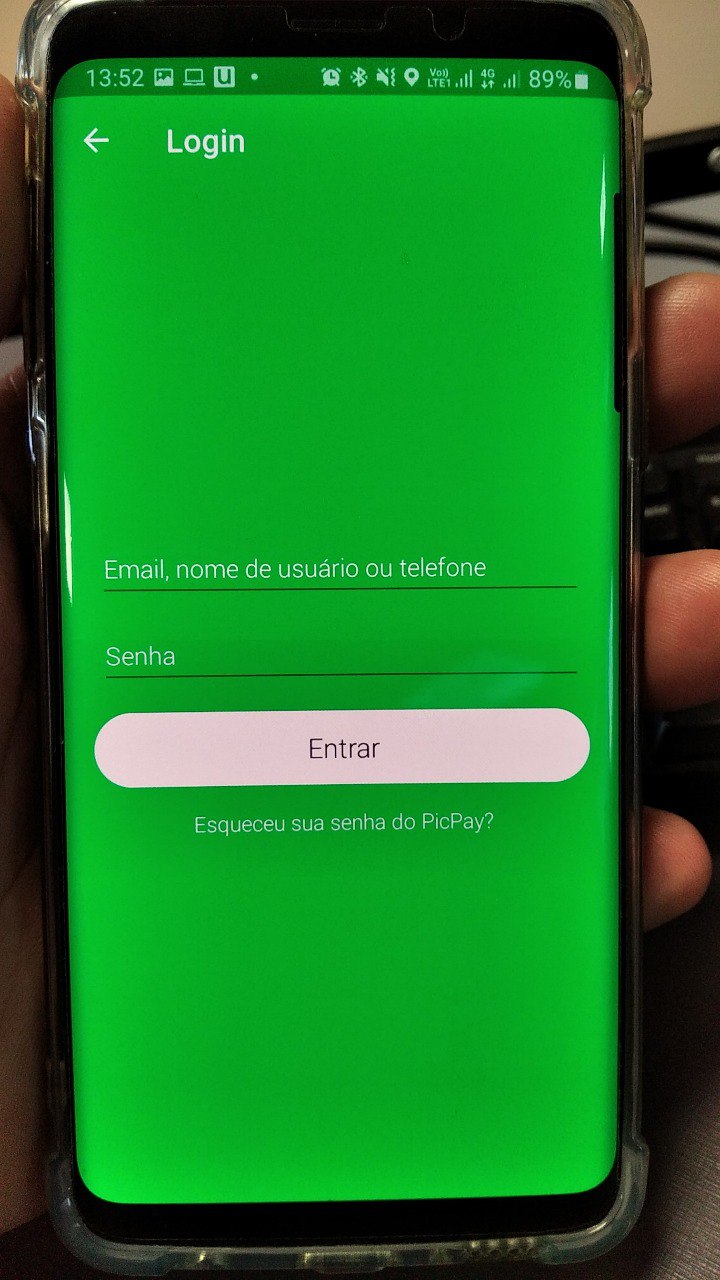 13:52 U Vo)) LTE1 4G 89%
Login
Email, nome de usuário ou telefone
Senha
Entrar
Esqueceu sua senha do PicPay?